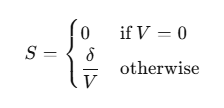 S = { 0 if V = 0
δ/V otherwise